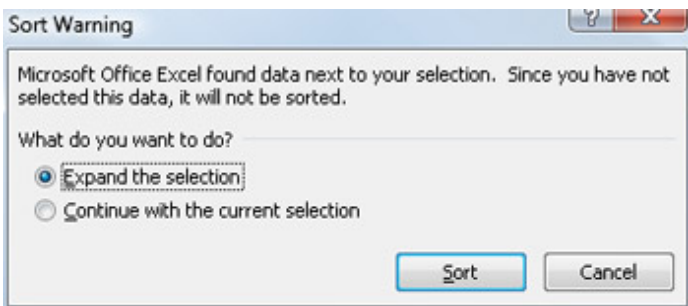 Sort Warning
Microsoft Office Excel found data next to your selection.  Since you have not
selected this data, it will not be sorted.
What do you want to do?
Expand the selection
Continue with the current selection
Sort
Cancel